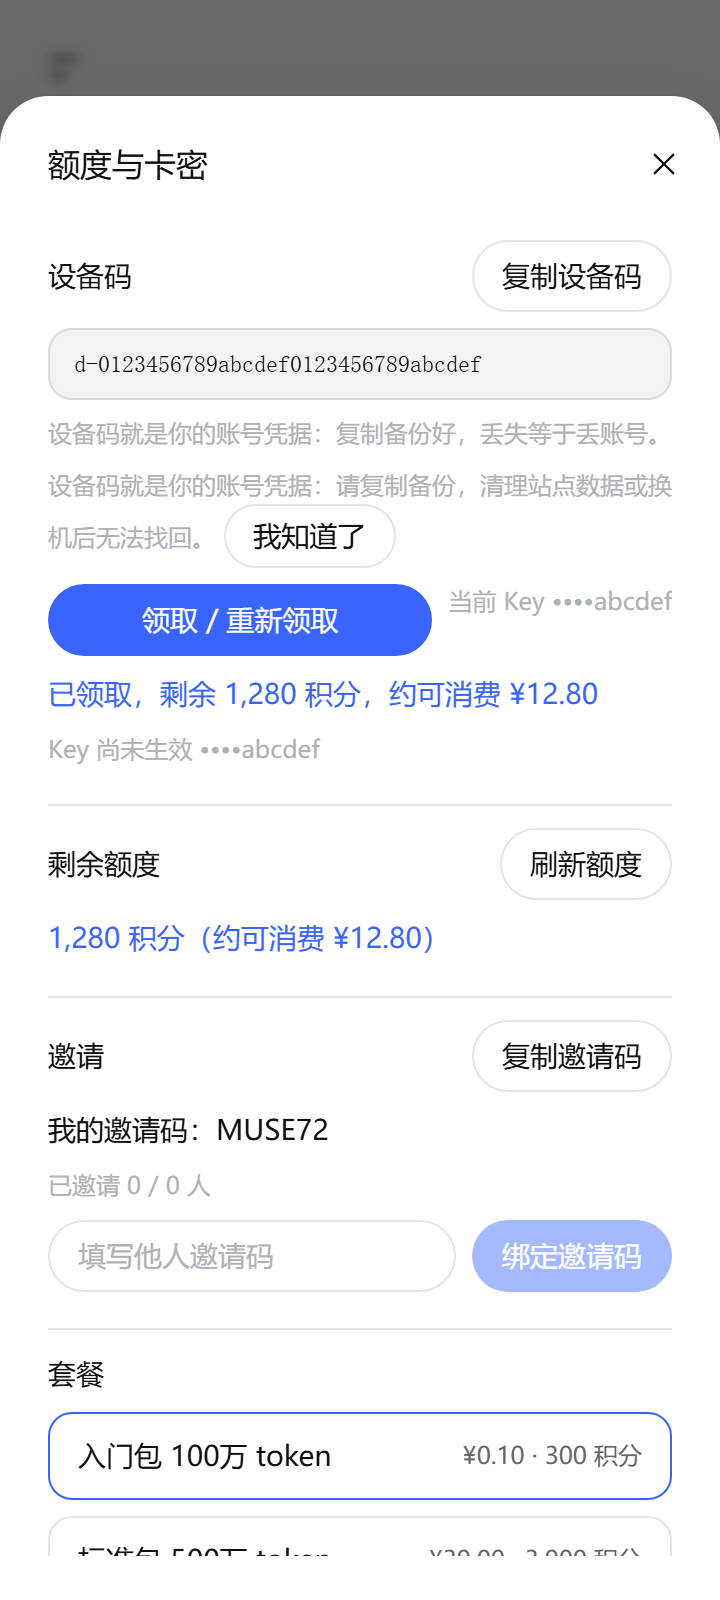 额度与卡密
设备码
复制设备码
d-0123456789abcdef0123456789abcdef
设备码就是你的账号凭据：复制备份好，丢失等于丢账号。
设备码就是你的账号凭据：请复制备份，清理站点数据或换
机后无法找回。 我知道了
领取 / 重新领取
当前 Key ••••abcdef
已领取，剩余 1,280 积分，约可消费 ¥12.80
Key 尚未生效 ••••abcdef
剩余额度
刷新额度
1,280 积分（约可消费 ¥12.80）
邀请
复制邀请码
我的邀请码：MUSE72
已邀请 0 / 0 人
填写他人邀请码
绑定邀请码
套餐
入门包 100万 token
¥0.10 · 300 积分
标准包 500万 token